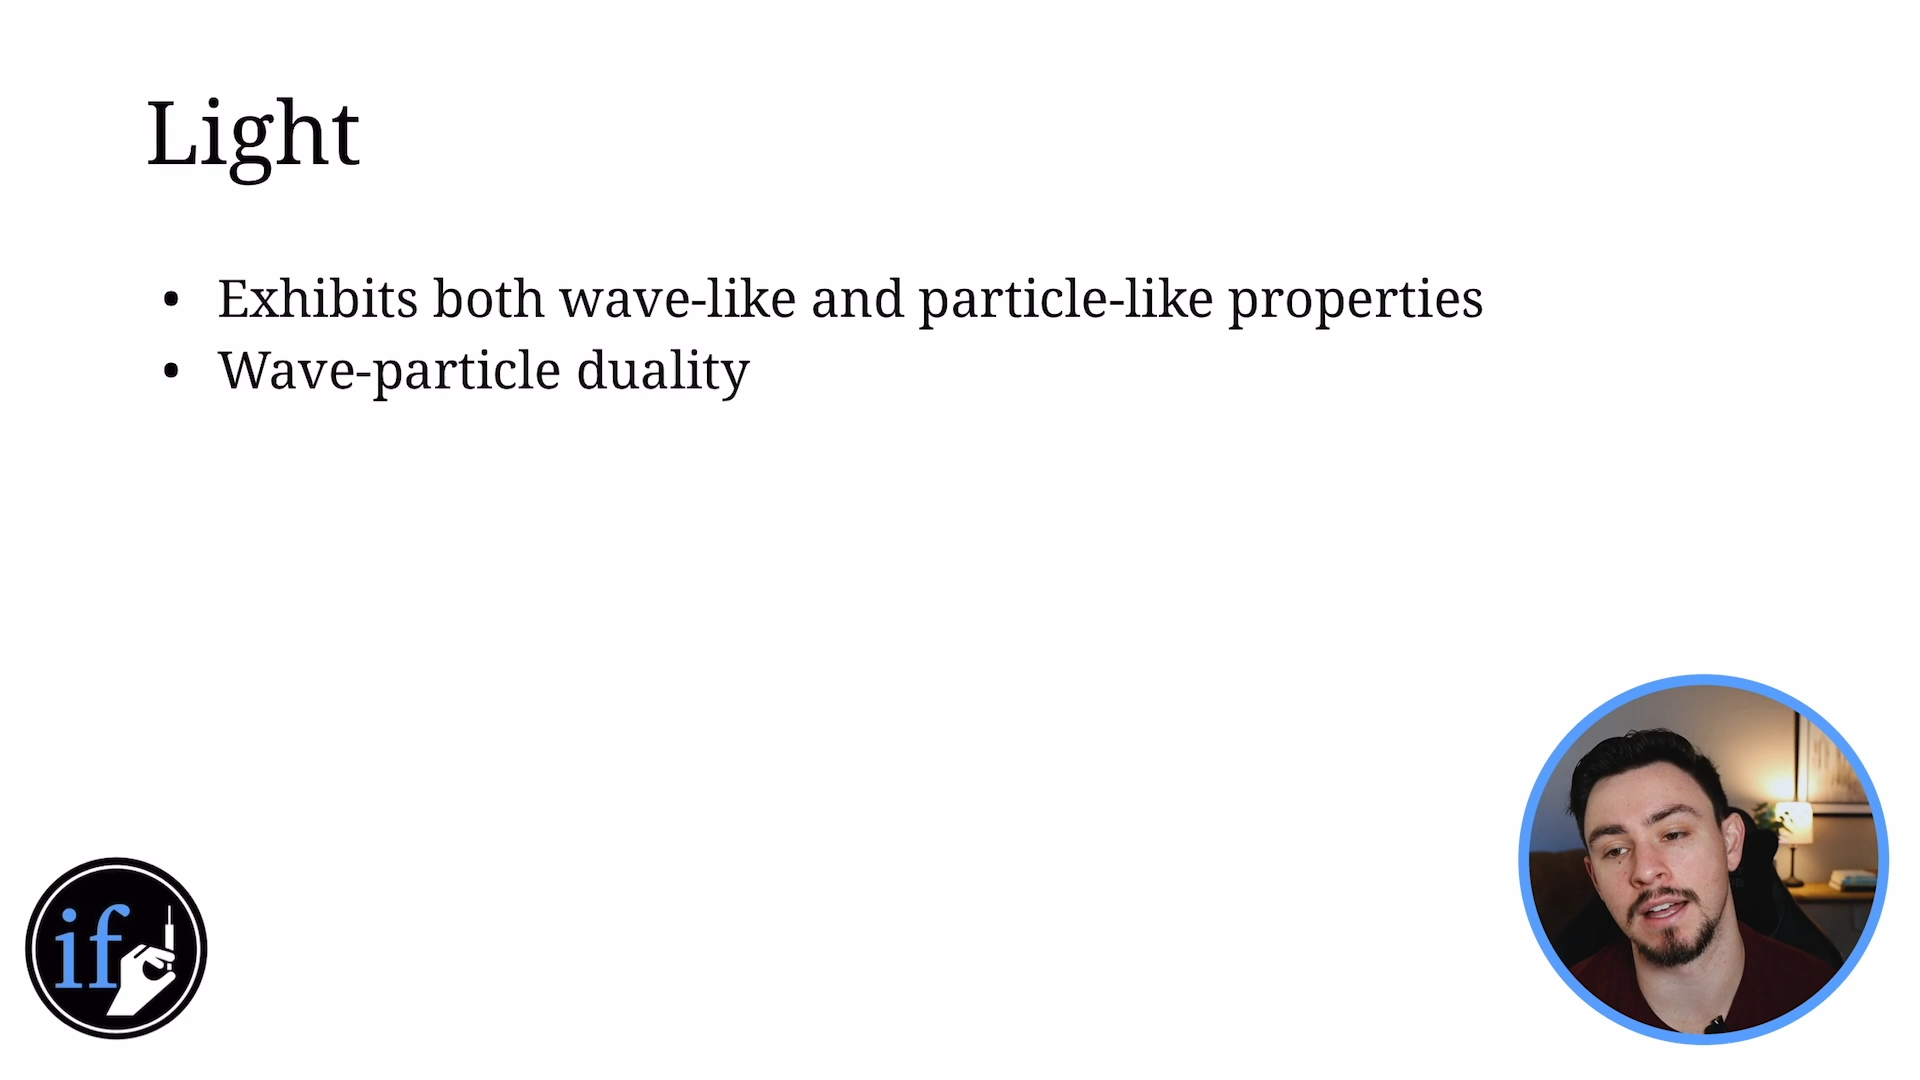 Light
• Exhibits both wave-like and particle-like properties
• Wave-particle duality
if